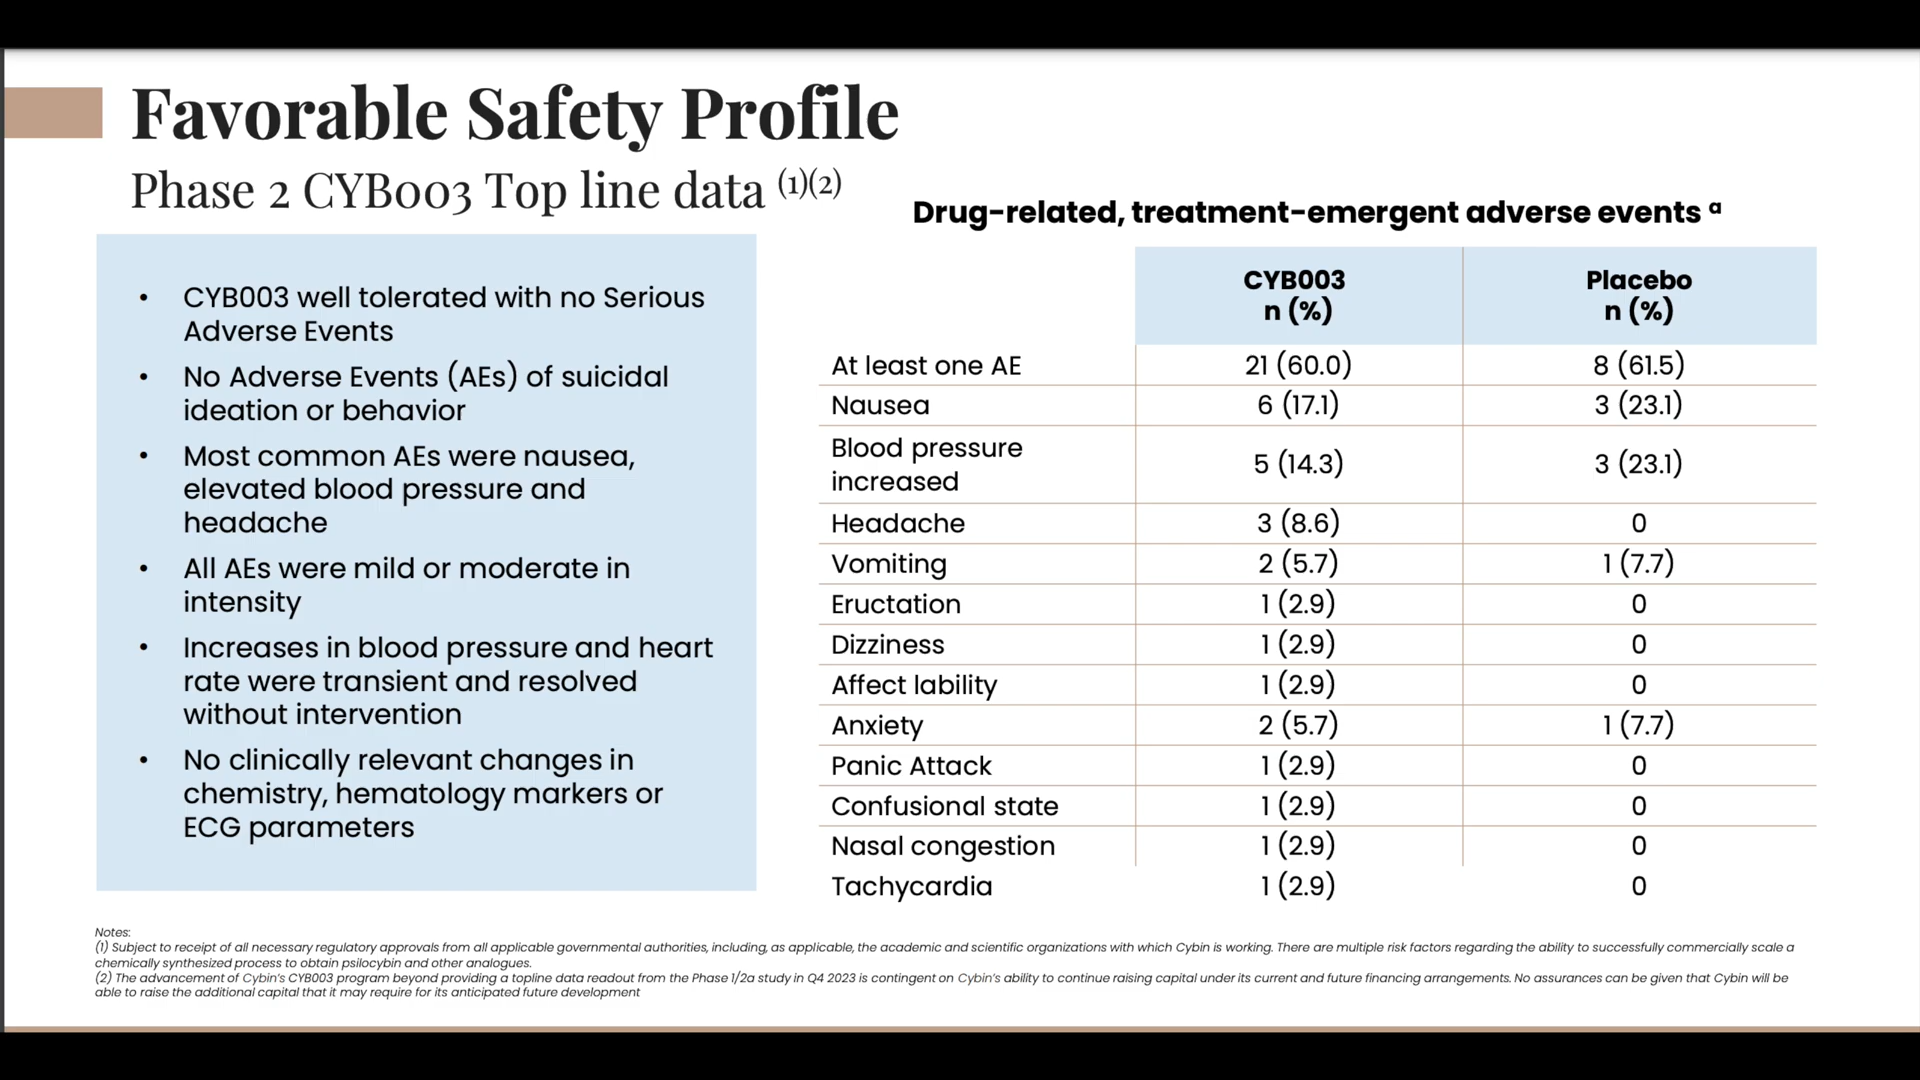 Favorable Safety Profile
Phase 2 CYB003 Top line data (1)(2)
• CYB003 well tolerated with no Serious
Adverse Events
• No Adverse Events (AEs) of suicidal
ideation or behavior
• Most common AEs were nausea,
elevated blood pressure and
headache
• All AEs were mild or moderate in
intensity
• Increases in blood pressure and heart
rate were transient and resolved
without intervention
• No clinically relevant changes in
chemistry, hematology markers or
ECG parameters
Drug-related, treatment-emergent adverse events a
CYB003 Placebo
n (%) n (%)
At least one AE 21 (60.0) 8 (61.5)
Nausea 6 (17.1) 3 (23.1)
Blood pressure
increased 5 (14.3) 3 (23.1)
Headache 3 (8.6) 0
Vomiting 2 (5.7) 1 (7.7)
Eructation 1 (2.9) 0
Dizziness 1 (2.9) 0
Affect lability 1 (2.9) 0
Anxiety 2 (5.7) 1 (7.7)
Panic Attack 1 (2.9) 0
Confusional state 1 (2.9) 0
Nasal congestion 1 (2.9) 0
Tachycardia 1 (2.9) 0
Notes:
(1) Subject to receipt of all necessary regulatory approvals from all applicable governmental authorities, including, as applicable, the academic and scientific organizations with which Cybin is working. There are multiple risk factors regarding the ability to successfully commercially scale a
chemically synthesized process to obtain psilocybin and other analogues.
(2) The advancement of Cybin's CYB003 program beyond providing a topline data readout from the Phase 1/2a study in Q4 2023 is contingent on Cybin's ability to continue raising capital under its current and future financing arrangements. No assurances can be given that Cybin will be
able to raise the additional capital that it may require for its anticipated future development